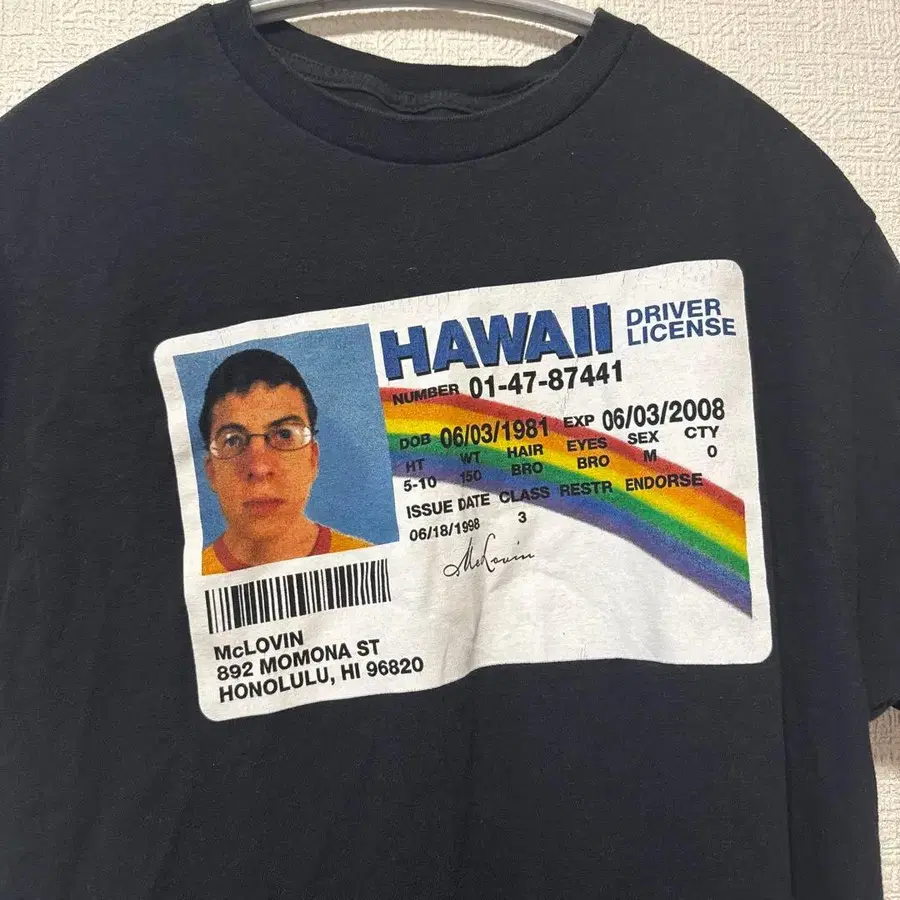 HAWAII
DRIVER
LICENSE
NUMBER 01-47-87441
DOB 06/03/1981 EXP 06/03/2008
HT WT HAIR EYES SEX CTY
5-10 150 BRO BRO M 0
ISSUE DATE CLASS RESTR ENDORSE
06/18/1998 3
McLovin
McLOVIN
892 MOMONA ST
HONOLULU, HI 96820